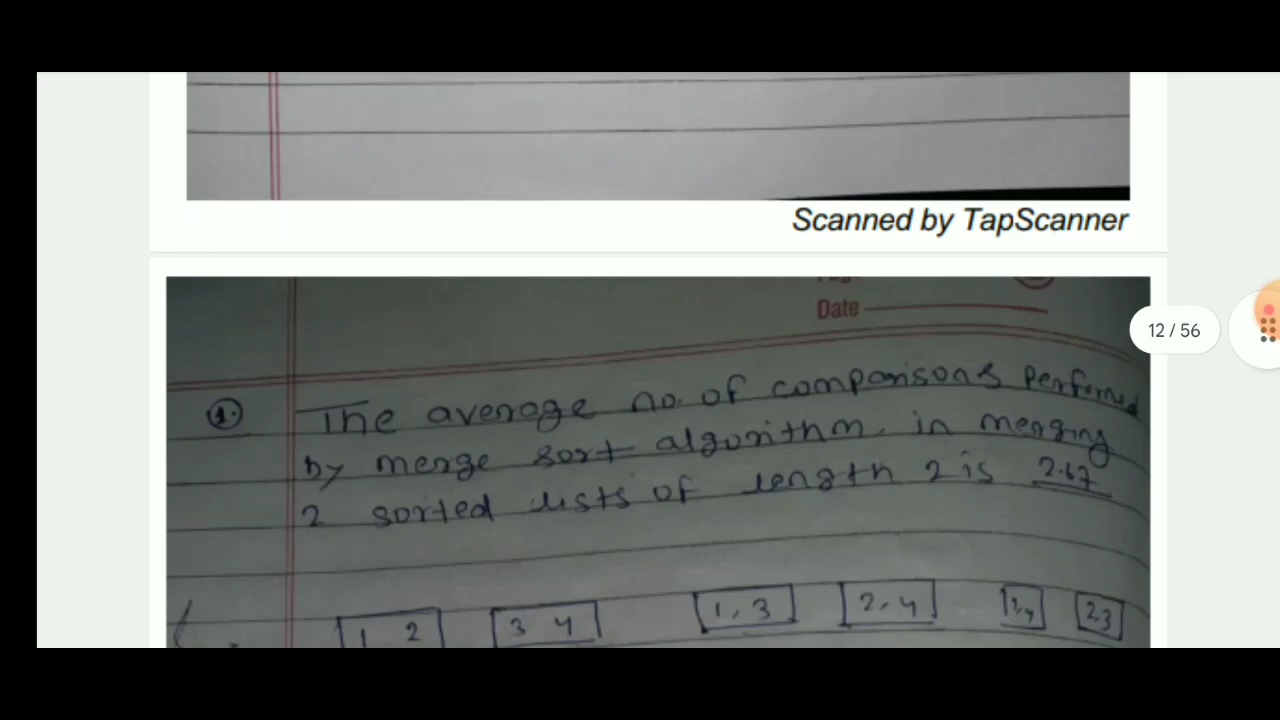 Scanned by TapScanner
Date
12 / 56
1. The average no. of comparisons performed
by merge sort algorithm. in merging
2 sorted lists of length 2 is 2.67
1 2 3 4 1, 3 2, 4 1,4 2,3